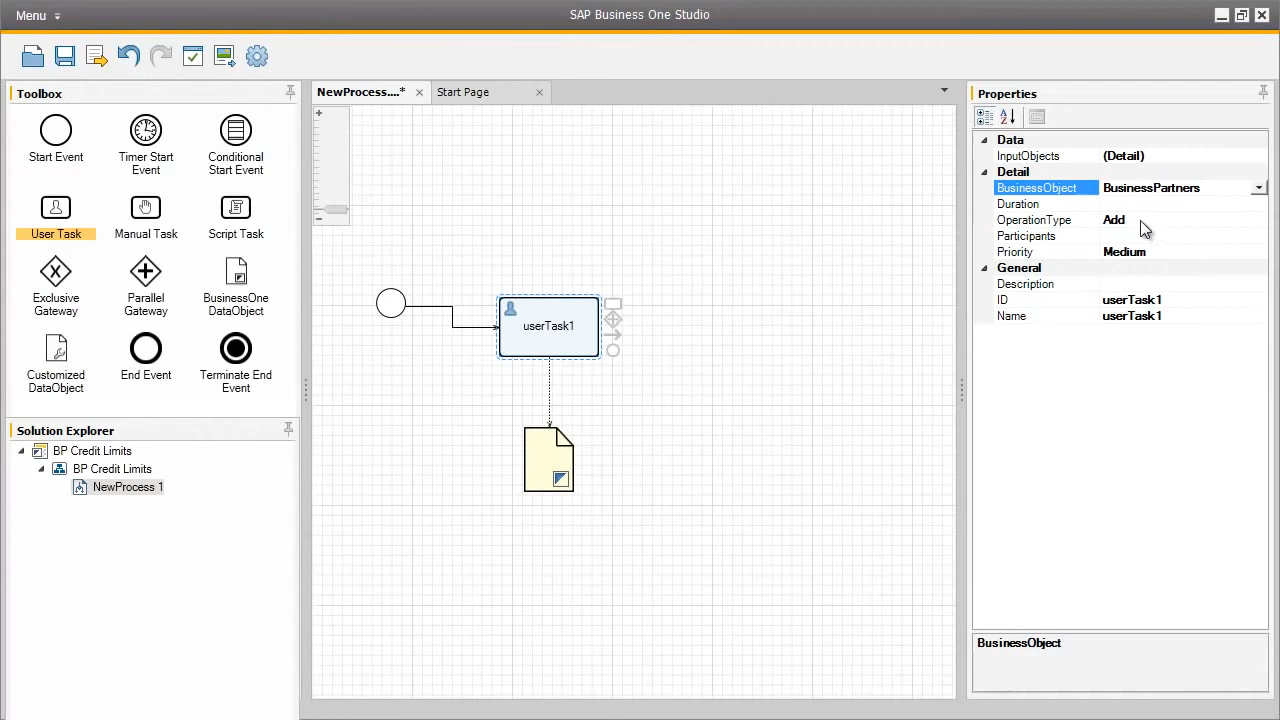 Menu
SAP Business One Studio
Toolbox
Start Event
Timer Start
Event
Conditional
Start Event
User Task
Manual Task
Script Task
Exclusive
Gateway
Parallel
Gateway
BusinessOne
DataObject
Customized
DataObject
End Event
Terminate End
Event
Solution Explorer
BP Credit Limits
BP Credit Limits
NewProcess 1
NewProcess....*
Start Page
userTask1
Properties
Data
InputObjects (Detail)
Detail
BusinessObject BusinessPartners
Duration
OperationType Add
Participants
Priority Medium
General
Description
ID userTask1
Name userTask1
BusinessObject